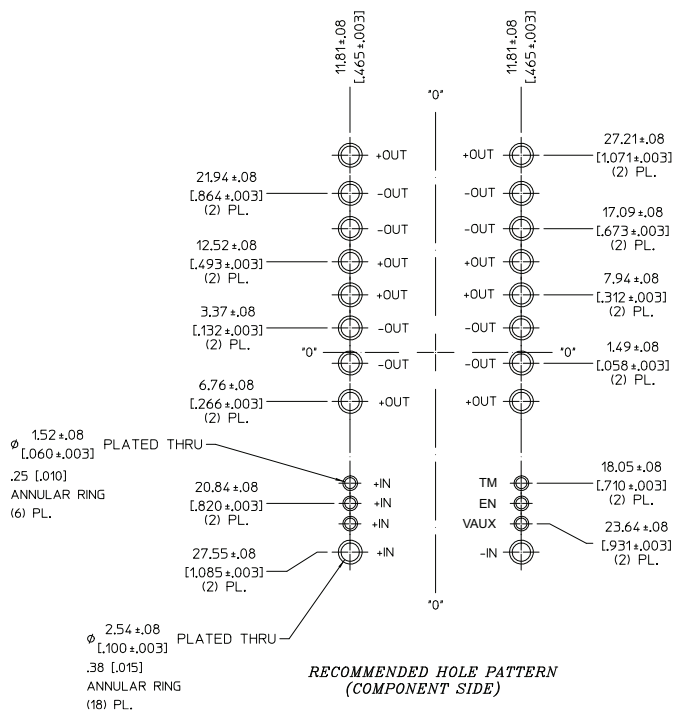 11.81±.08
[.465±.003]
11.81±.08
[.465±.003]
"0"
+OUT
+OUT
27.21±.08
[1.071±.003]
(2) PL.
21.94±.08
[.864±.003]
(2) PL.
-OUT
-OUT
-OUT
-OUT
17.09±.08
[.673±.003]
(2) PL.
12.52±.08
[.493±.003]
(2) PL.
+OUT
+OUT
+OUT
+OUT
7.94±.08
[.312±.003]
(2) PL.
3.37±.08
[.132±.003]
(2) PL.
-OUT
-OUT
"0"
"0"
-OUT
-OUT
1.49±.08
[.058±.003]
(2) PL.
6.76±.08
[.266±.003]
(2) PL.
+OUT
+OUT
ø 1.52±.08
[.060±.003]
PLATED THRU
.25 [.010]
ANNULAR RING
(6) PL.
+IN
TM
18.05±.08
[.710±.003]
(2) PL.
20.84±.08
[.820±.003]
(2) PL.
+IN
EN
+IN
VAUX
23.64±.08
[.931±.003]
(2) PL.
27.55±.08
[1.085±.003]
(2) PL.
+IN
-IN
"0"
ø 2.54±.08
[.100±.003]
PLATED THRU
.38 [.015]
ANNULAR RING
(18) PL.
RECOMMENDED HOLE PATTERN
(COMPONENT SIDE)